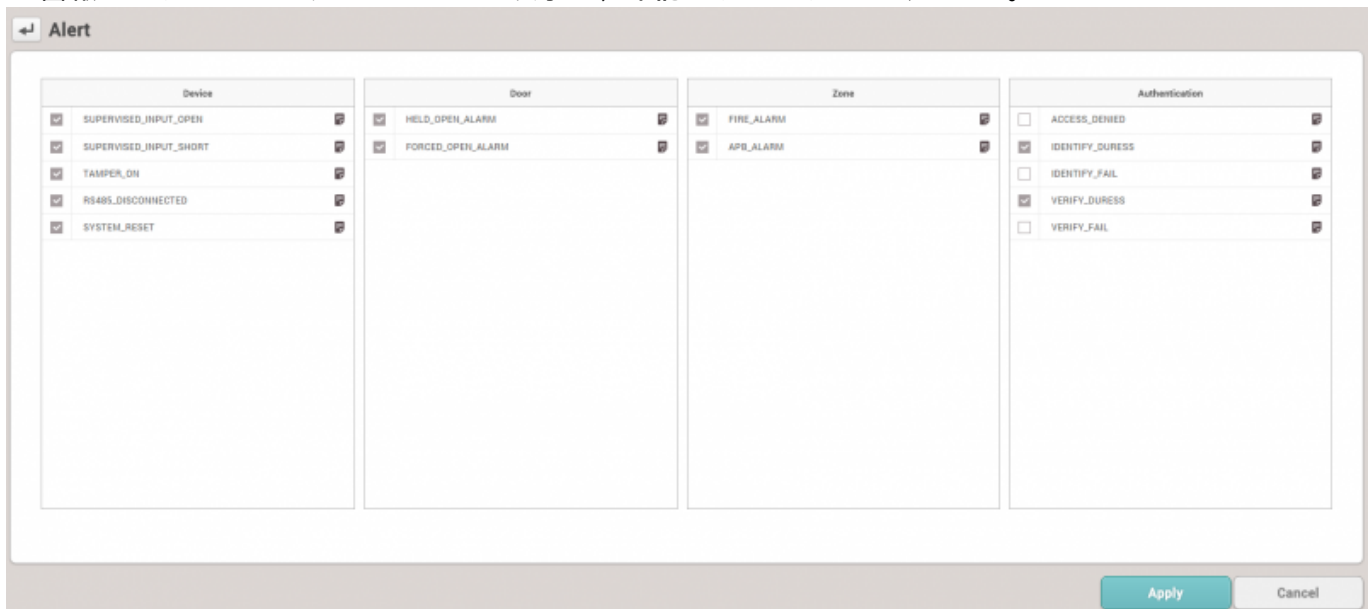 Alert
Device
SUPERVISED_INPUT_OPEN
SUPERVISED_INPUT_SHORT
TAMPER_ON
RS485_DISCONNECTED
SYSTEM_RESET
Door
HELD_OPEN_ALARM
FORCED_OPEN_ALARM
Zone
FIRE_ALARM
APB_ALARM
Authentication
ACCESS_DENIED
IDENTIFY_DURESS
IDENTIFY_FAIL
VERIFY_DURESS
VERIFY_FAIL
Apply
Cancel